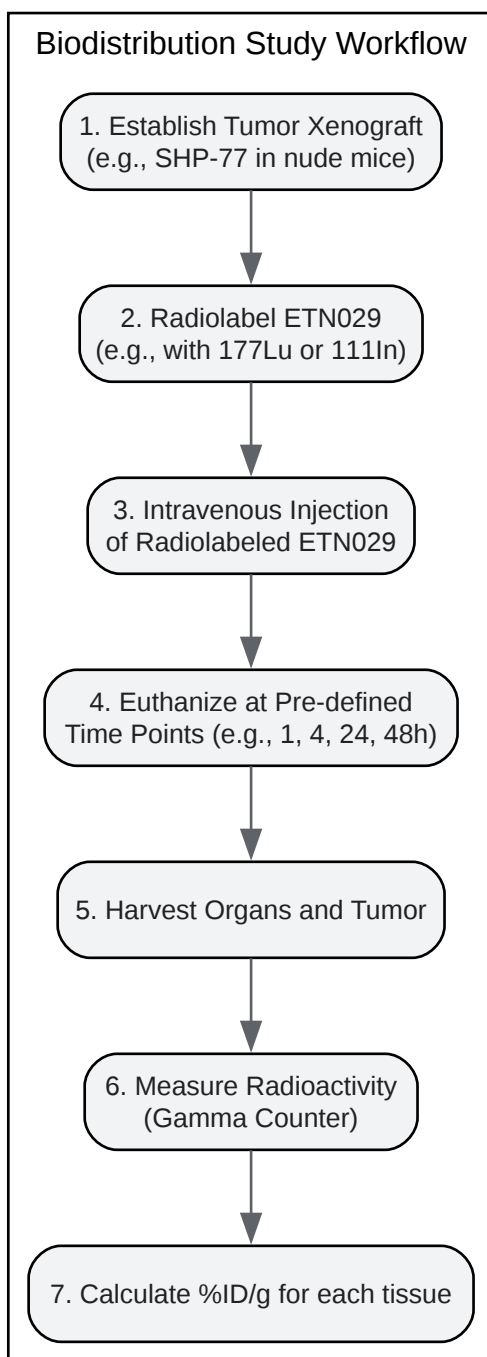 Biodistribution Study Workflow
1. Establish Tumor Xenograft
(e.g., SHP-77 in nude mice)
2. Radiolabel ETN029
(e.g., with 177Lu or 111In)
3. Intravenous Injection
of Radiolabeled ETN029
4. Euthanize at Pre-defined
Time Points (e.g., 1, 4, 24, 48h)
5. Harvest Organs and Tumor
6. Measure Radioactivity
(Gamma Counter)
7. Calculate %ID/g for each tissue